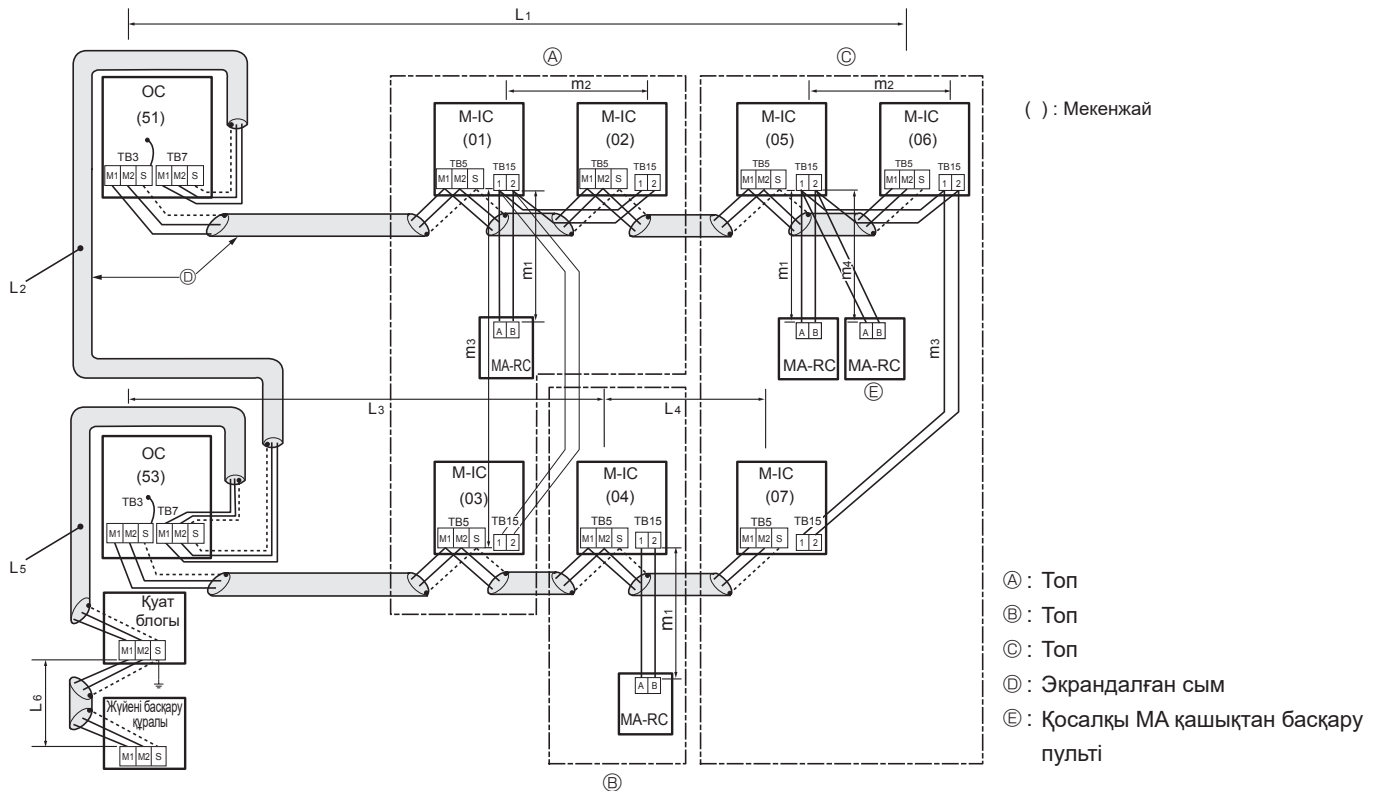 L1
Ⓐ
Ⓒ
m2
m2
OC
(51)
TB3 TB7
M1 M2 S M1 M2 S
M-IC
(01)
TB5 TB15
M1 M2 S 1 2
M-IC
(02)
TB5 TB15
M1 M2 S 1 2
M-IC
(05)
TB5 TB15
M1 M2 S 1 2
M-IC
(06)
TB5 TB15
M1 M2 S 1 2
( ) : Мекенжай
L2
Ⓓ
m1
m3
A B
MA-RC
m1
m4
m3
A B
MA-RC
A B
MA-RC
Ⓔ
L3
L4
OC
(53)
TB3 TB7
M1 M2 S M1 M2 S
M-IC
(03)
TB5 TB15
M1 M2 S 1 2
M-IC
(04)
TB5 TB15
M1 M2 S 1 2
M-IC
(07)
TB5 TB15
M1 M2 S 1 2
L5
Қуат
блогы
M1 M2 S
L6
Жүйені басқару
құралы
M1 M2 S
m1
A B
MA-RC
Ⓑ
Ⓐ : Топ
Ⓑ : Топ
Ⓒ : Топ
Ⓓ : Экрандалған сым
Ⓔ : Қосалқы MA қашықтан басқару
пульті